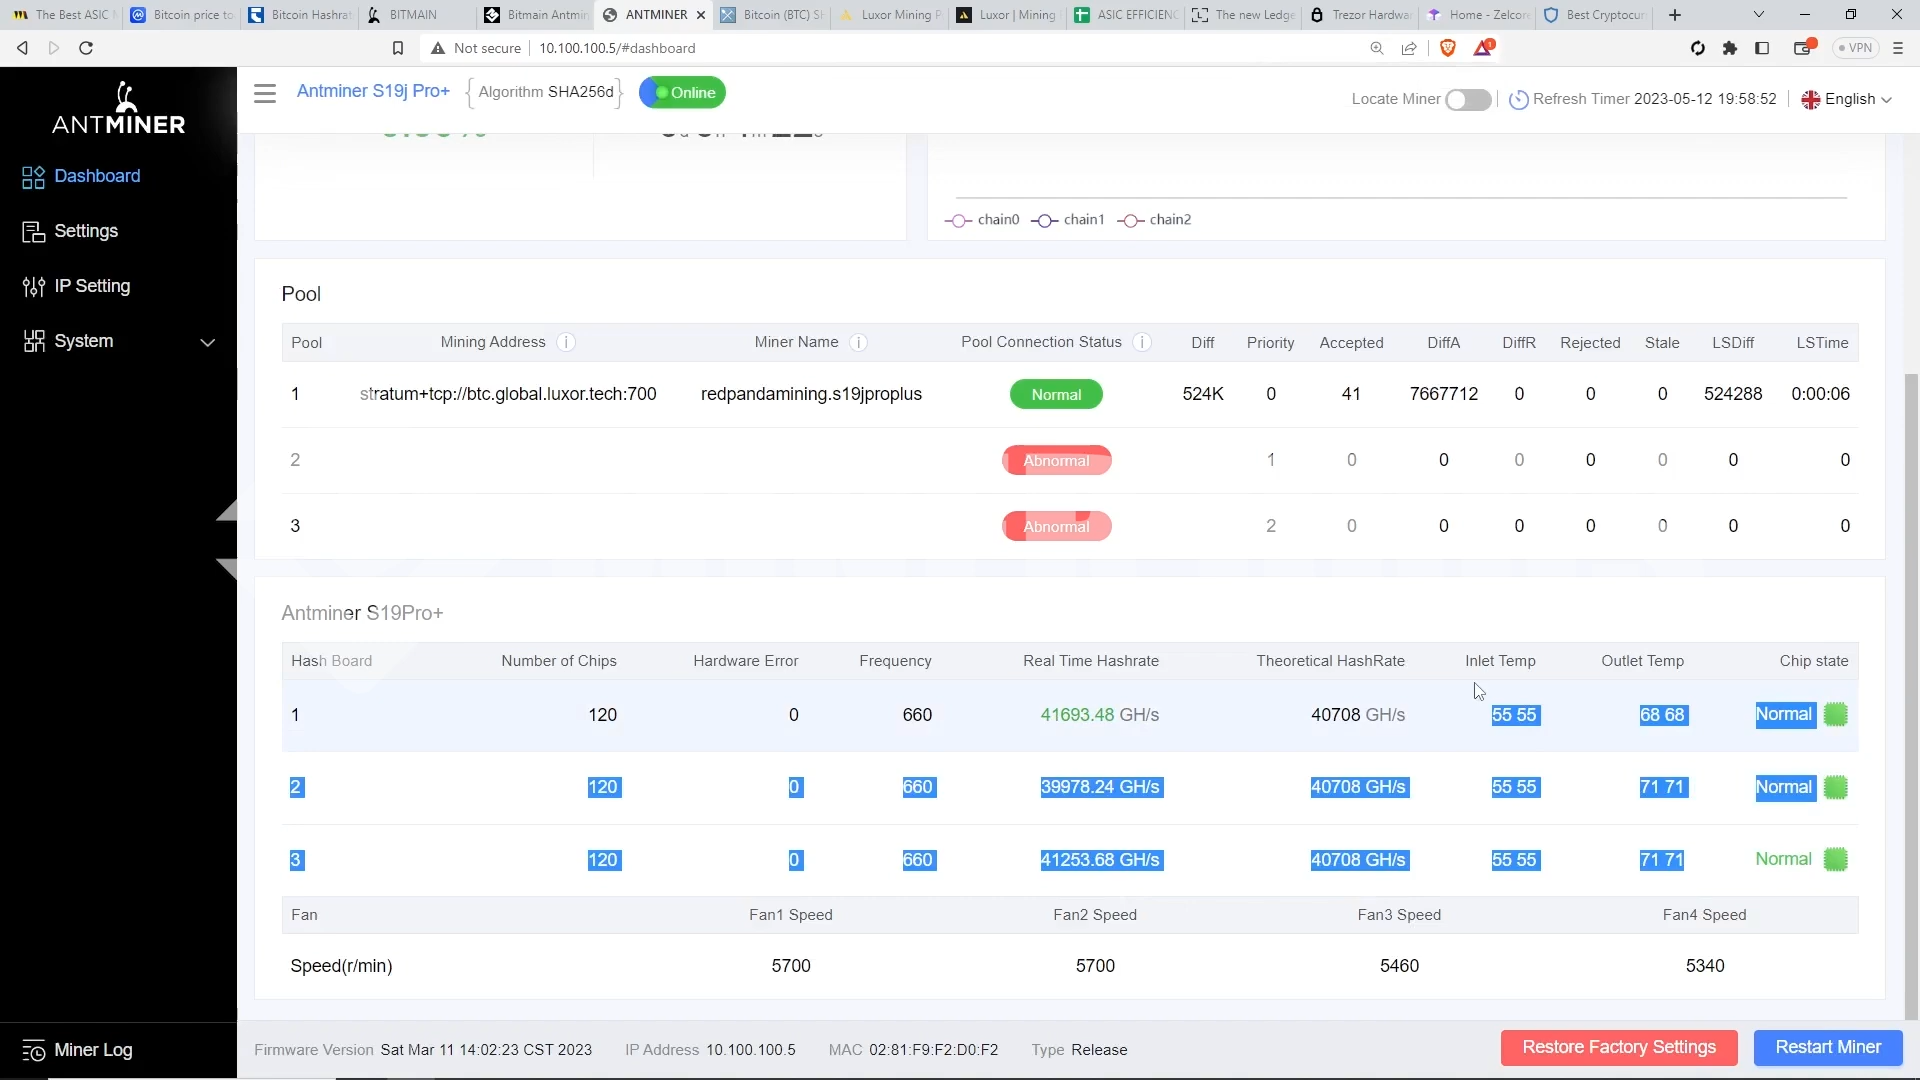 The Best ASIC
Bitcoin price to
Bitcoin Hashrat
BITMAIN
Bitmain Antmin
ANTMINER
Bitcoin (BTC) S
Luxor Mining P
Luxor | Mining
ASIC EFFICIENC
The new Ledge
Trezor Hardwa
Home - Zelcore
Best Cryptocur
Not secure 10.100.100.5/#dashboard
VPN
ANTMINER
Antminer S19j Pro+ Algorithm SHA256d Online
Locate Miner Refresh Timer 2023-05-12 19:58:52 English
Dashboard
Settings
IP Setting
System
chain0 chain1 chain2
Pool
Pool Mining Address Miner Name Pool Connection Status Diff Priority Accepted DiffA DiffR Rejected Stale LSDiff LSTime
1 stratum+tcp://btc.global.luxor.tech:700 redpandamining.s19jproplus Normal 524K 0 41 7667712 0 0 0 524288 0:00:06
2 Abnormal 1 0 0 0 0 0 0 0
3 Abnormal 2 0 0 0 0 0 0 0
Antminer S19Pro+
Hash Board Number of Chips Hardware Error Frequency Real Time Hashrate Theoretical HashRate Inlet Temp Outlet Temp Chip state
1 120 0 660 41693.48 GH/s 40708 GH/s 55 55 68 68 Normal
2 120 0 660 39978.24 GH/s 40708 GH/s 55 55 71 71 Normal
3 120 0 660 41253.68 GH/s 40708 GH/s 55 55 71 71 Normal
Fan Fan1 Speed Fan2 Speed Fan3 Speed Fan4 Speed
Speed(r/min) 5700 5700 5460 5340
Miner Log
Firmware Version Sat Mar 11 14:02:23 CST 2023 IP Address 10.100.100.5 MAC 02:81:F9:F2:D0:F2 Type Release
Restore Factory Settings Restart Miner